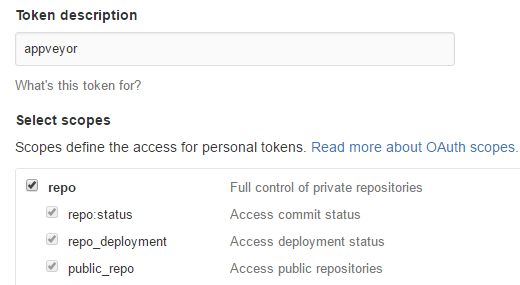 Token description
appveyor
What's this token for?
Select scopes
Scopes define the access for personal tokens. Read more about OAuth scopes.
repo Full control of private repositories
repo:status Access commit status
repo_deployment Access deployment status
public_repo Access public repositories